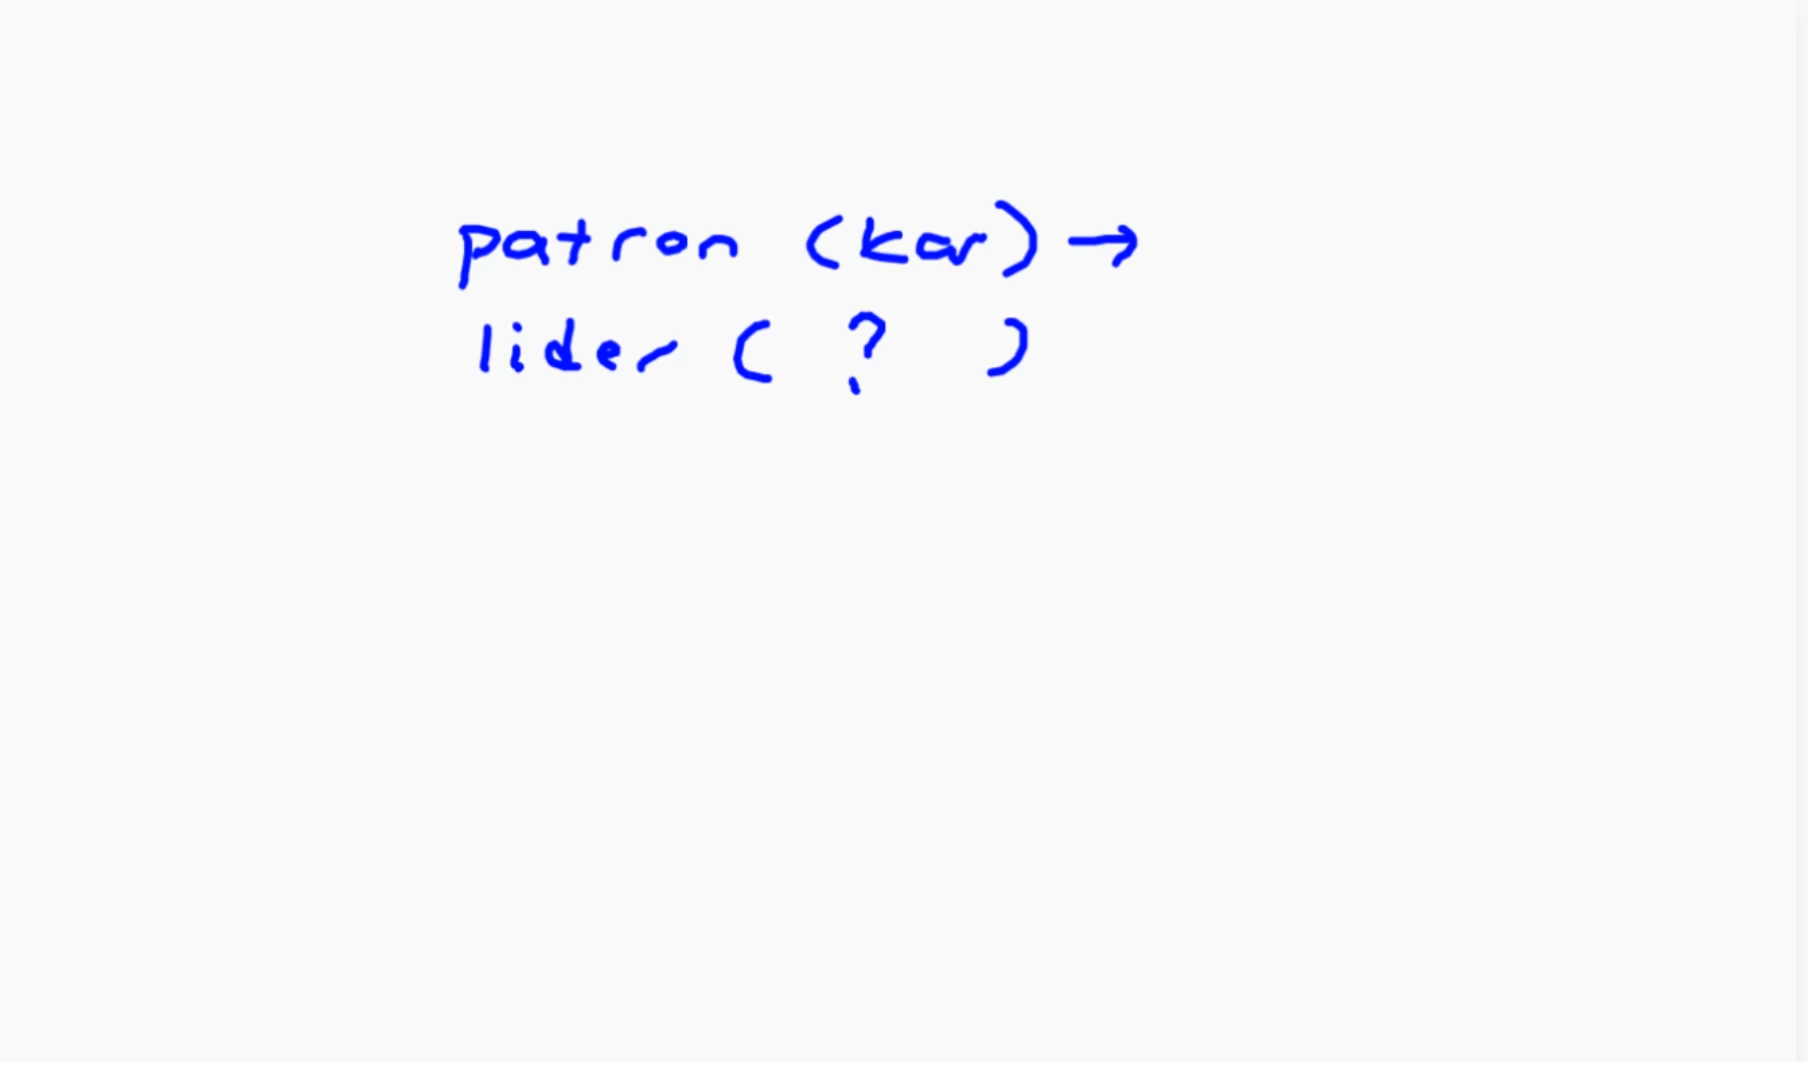 patron (kar) →
lider ( ? )